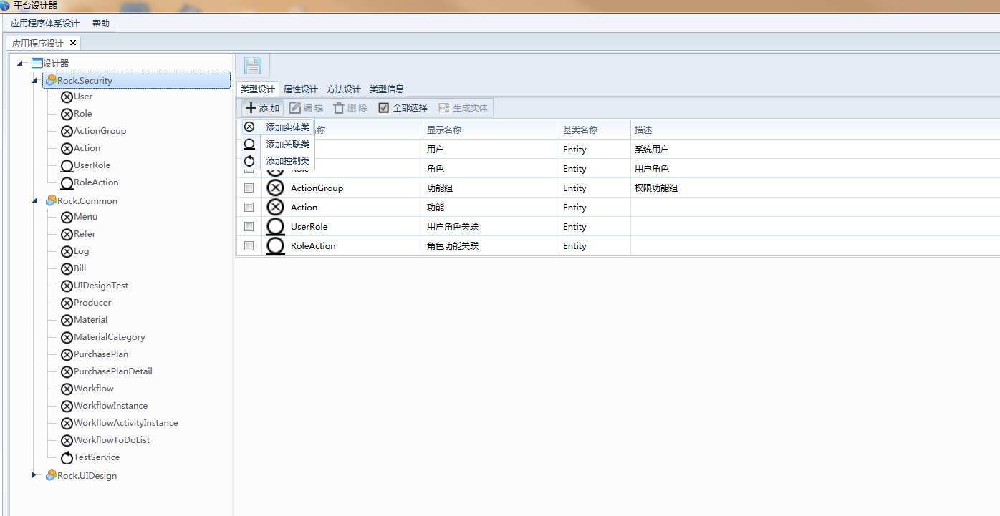 平台设计器
应用程序体系设计 帮助
应用程序设计
设计器
Rock.Security
User
Role
ActionGroup
Action
UserRole
RoleAction
Rock.Common
Menu
Refer
Log
Bill
UIDesignTest
Producer
Material
MaterialCategory
PurchasePlan
PurchasePlanDetail
Workflow
WorkflowInstance
WorkflowActivityInstance
WorkflowToDoList
TestService
Rock.UIDesign
类型设计 属性设计 方法设计 类型信息
添 加 编 辑 删 除 全部选择 生成实体
添加实体类
添加关联类
添加控制类
称 显示名称 基类名称 描述
用户 Entity 系统用户
Role 角色 Entity 用户角色
ActionGroup 功能组 Entity 权限功能组
Action 功能 Entity
UserRole 用户角色关联 Entity
RoleAction 角色功能关联 Entity